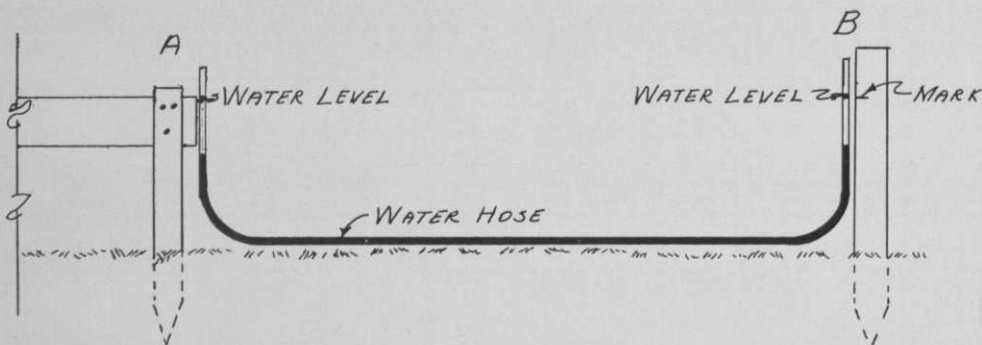 A
B
WATER LEVEL
WATER LEVEL
MARK
WATER HOSE